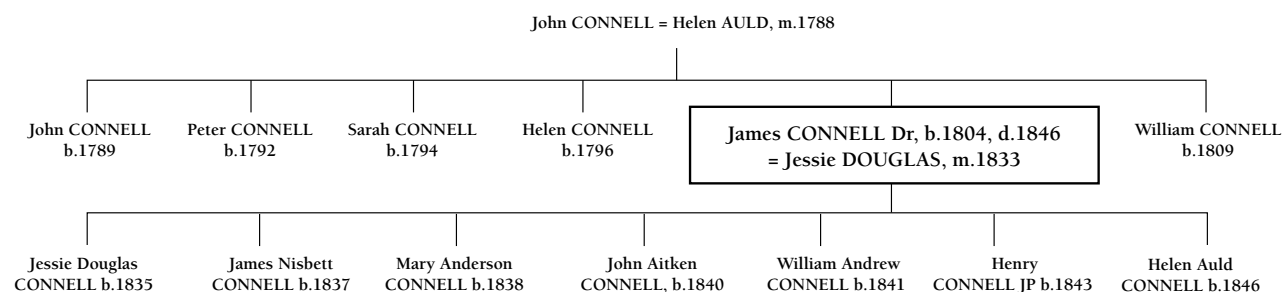 John CONNELL = Helen AULD, m.1788
John CONNELL
b.1789
Peter CONNELL
b.1792
Sarah CONNELL
b.1794
Helen CONNELL
b.1796
James CONNELL Dr, b.1804, d.1846
= Jessie DOUGLAS, m.1833
William CONNELL
b.1809
Jessie Douglas
CONNELL b.1835
James Nisbett
CONNELL b.1837
Mary Anderson
CONNELL b.1838
John Aitken
CONNELL, b.1840
William Andrew
CONNELL b.1841
Henry
CONNELL JP b.1843
Helen Auld
CONNELL b.1846